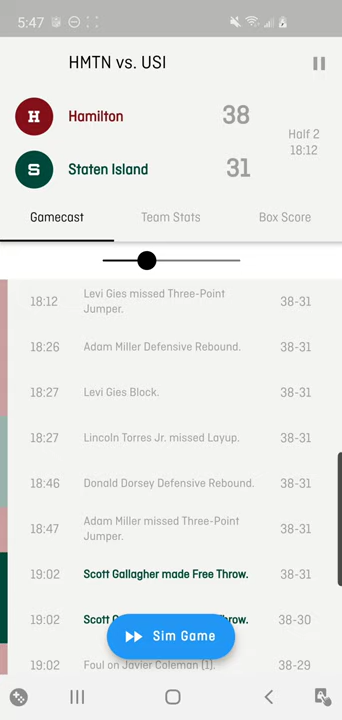 5:47
HMTN vs. USI
H Hamilton 38
S Staten Island 31
Half 2
18:12
Gamecast Team Stats Box Score
18:12 Levi Gies missed Three-Point Jumper. 38-31
18:26 Adam Miller Defensive Rebound. 38-31
18:27 Levi Gies Block. 38-31
18:27 Lincoln Torres Jr. missed Layup. 38-31
18:46 Donald Dorsey Defensive Rebound. 38-31
18:47 Adam Miller missed Three-Point Jumper. 38-31
19:02 Scott Gallagher made Free Throw. 38-31
19:02 Scott Throw. 38-30
Sim Game
19:02 Foul on Javier Coleman (1). 38-29